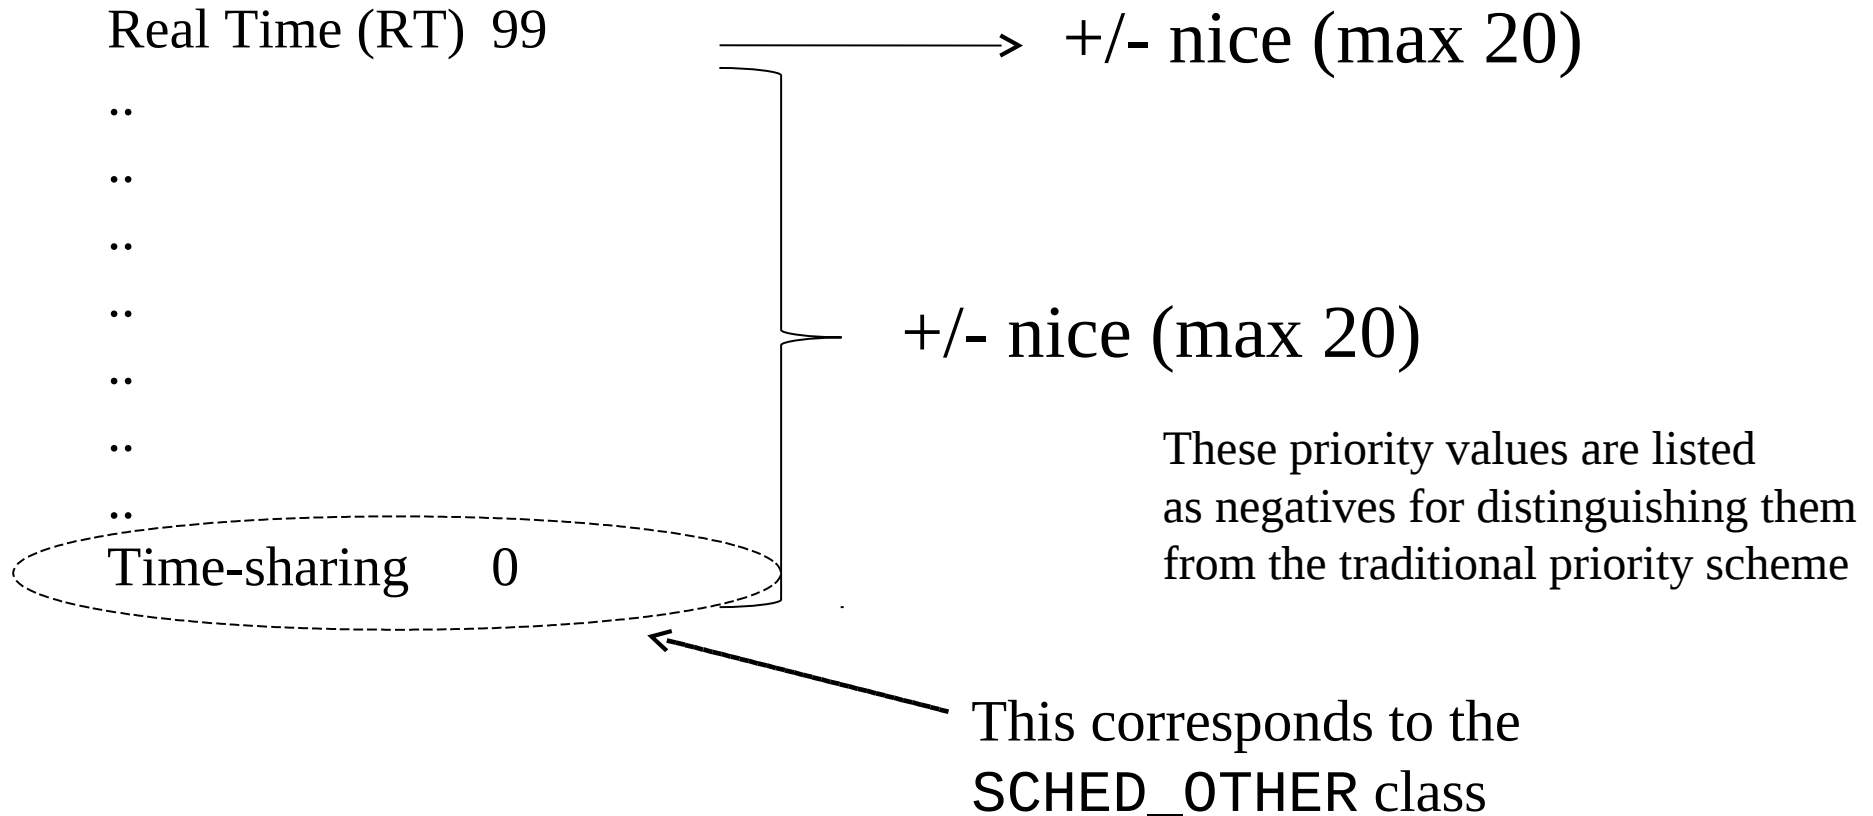 Real Time (RT) 99
+/- nice (max 20)
..
..
..
..
+/- nice (max 20)
..
..
..
These priority values are listed
as negatives for distinguishing them
from the traditional priority scheme
Time-sharing 0
This corresponds to the
SCHED_OTHER class